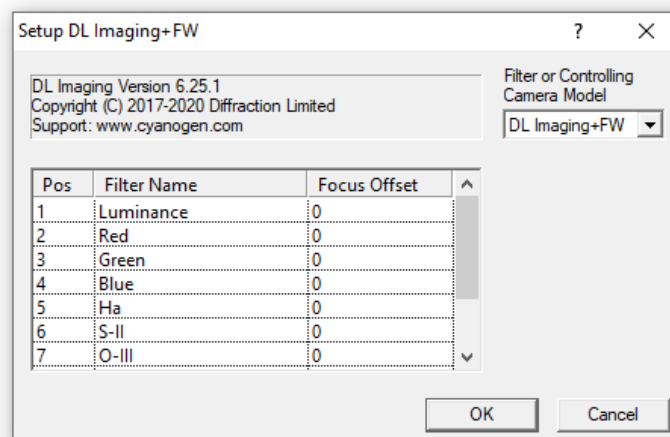 Setup DL Imaging+FW ? ×
DL Imaging Version 6.25.1
Copyright (C) 2017-2020 Diffraction Limited
Support: www.cyanogen.com
Filter or Controlling
Camera Model
DL Imaging+FW
Pos Filter Name Focus Offset
1 Luminance 0
2 Red 0
3 Green 0
4 Blue 0
5 Ha 0
6 S-II 0
7 O-III 0
OK Cancel